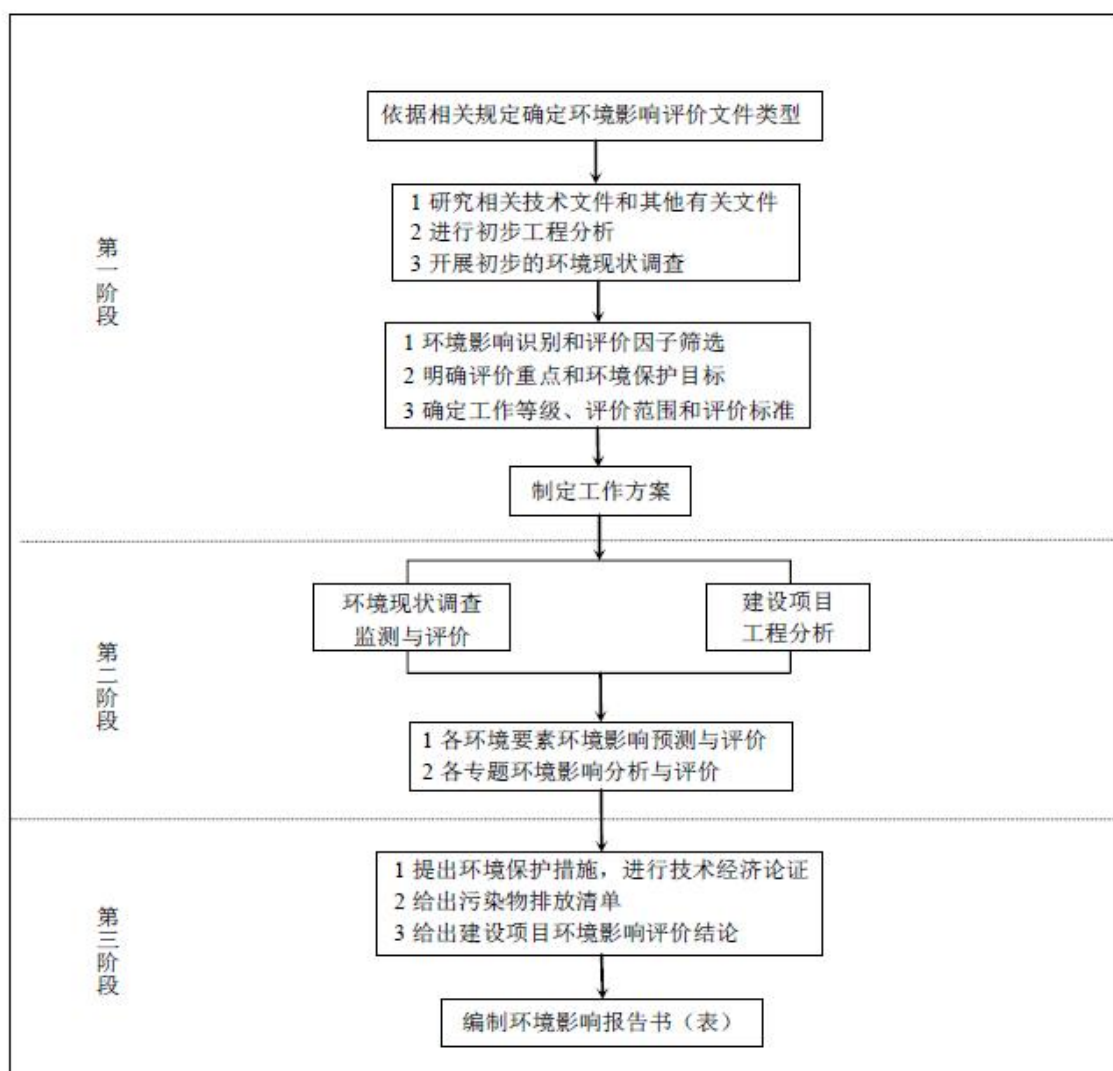 依据相关规定确定环境影响评价文件类型
1 研究相关技术文件和其他有关文件
2 进行初步工程分析
3 开展初步的环境现状调查
第一阶段
1 环境影响识别和评价因子筛选
2 明确评价重点和环境保护目标
3 确定工作等级、评价范围和评价标准
制定工作方案
环境现状调查
监测与评价
建设项目
工程分析
第二阶段
1 各环境要素环境影响预测与评价
2 各专题环境影响分析与评价
1 提出环境保护措施，进行技术经济论证
2 给出污染物排放清单
3 给出建设项目环境影响评价结论
第三阶段
编制环境影响报告书（表）